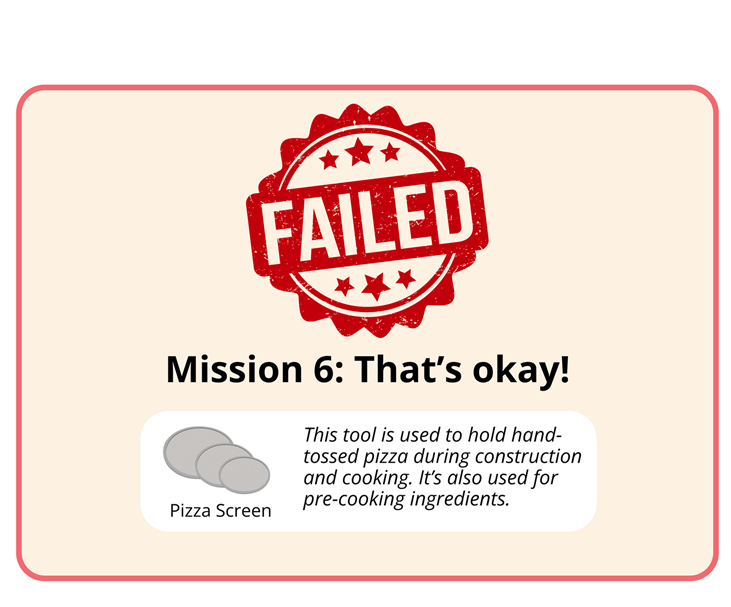 FAILED
Mission 6: That’s okay!
This tool is used to hold hand-
tossed pizza during construction
and cooking. It’s also used for
pre-cooking ingredients.
Pizza Screen